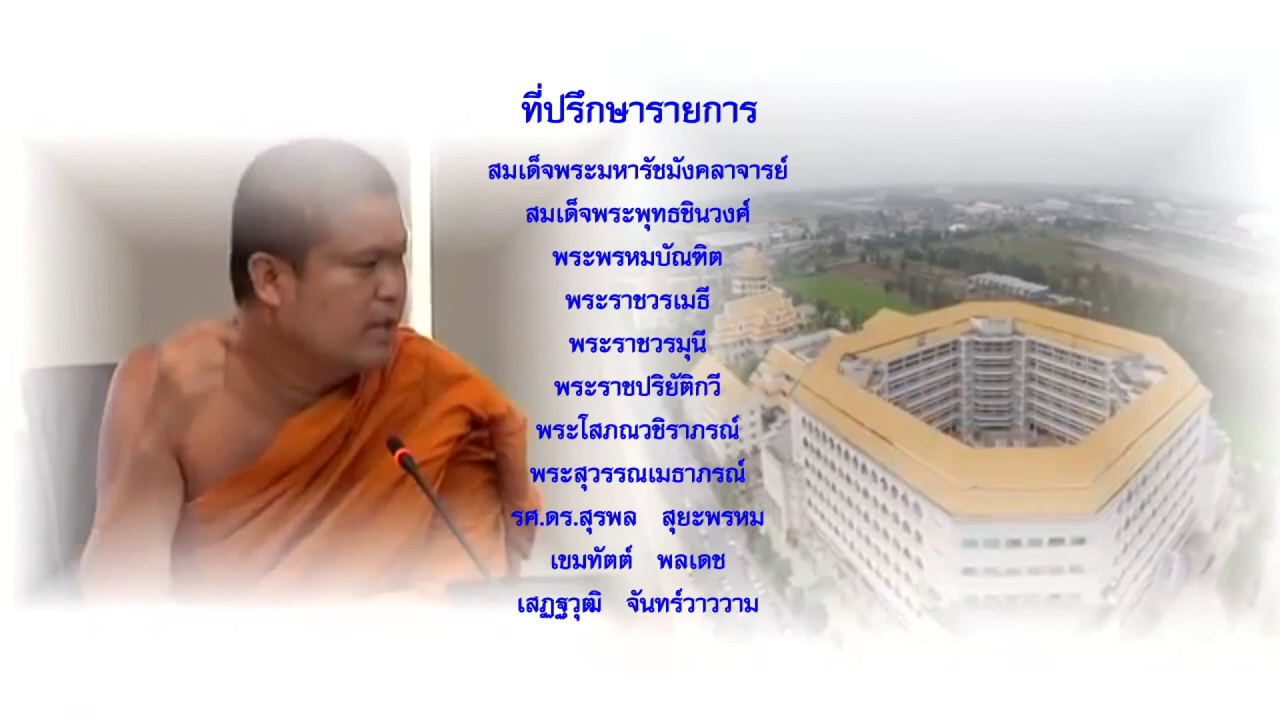 ที่ปรึกษารายการ
สมเด็จพระมหารัชมังคลาจารย์
สมเด็จพระพุทธชินวงศ์
พระพรหมบัณฑิต
พระราชวรเมธี
พระราชวรมุนี
พระราชปริยัติกวี
พระโสภณวชิราภรณ์
พระสุวรรณเมธาภรณ์
รศ.ดร.สุรพล สุยะพรหม
เขมทัตต์ พลเดช
เสฏฐวุฒิ จันทร์วาววาม